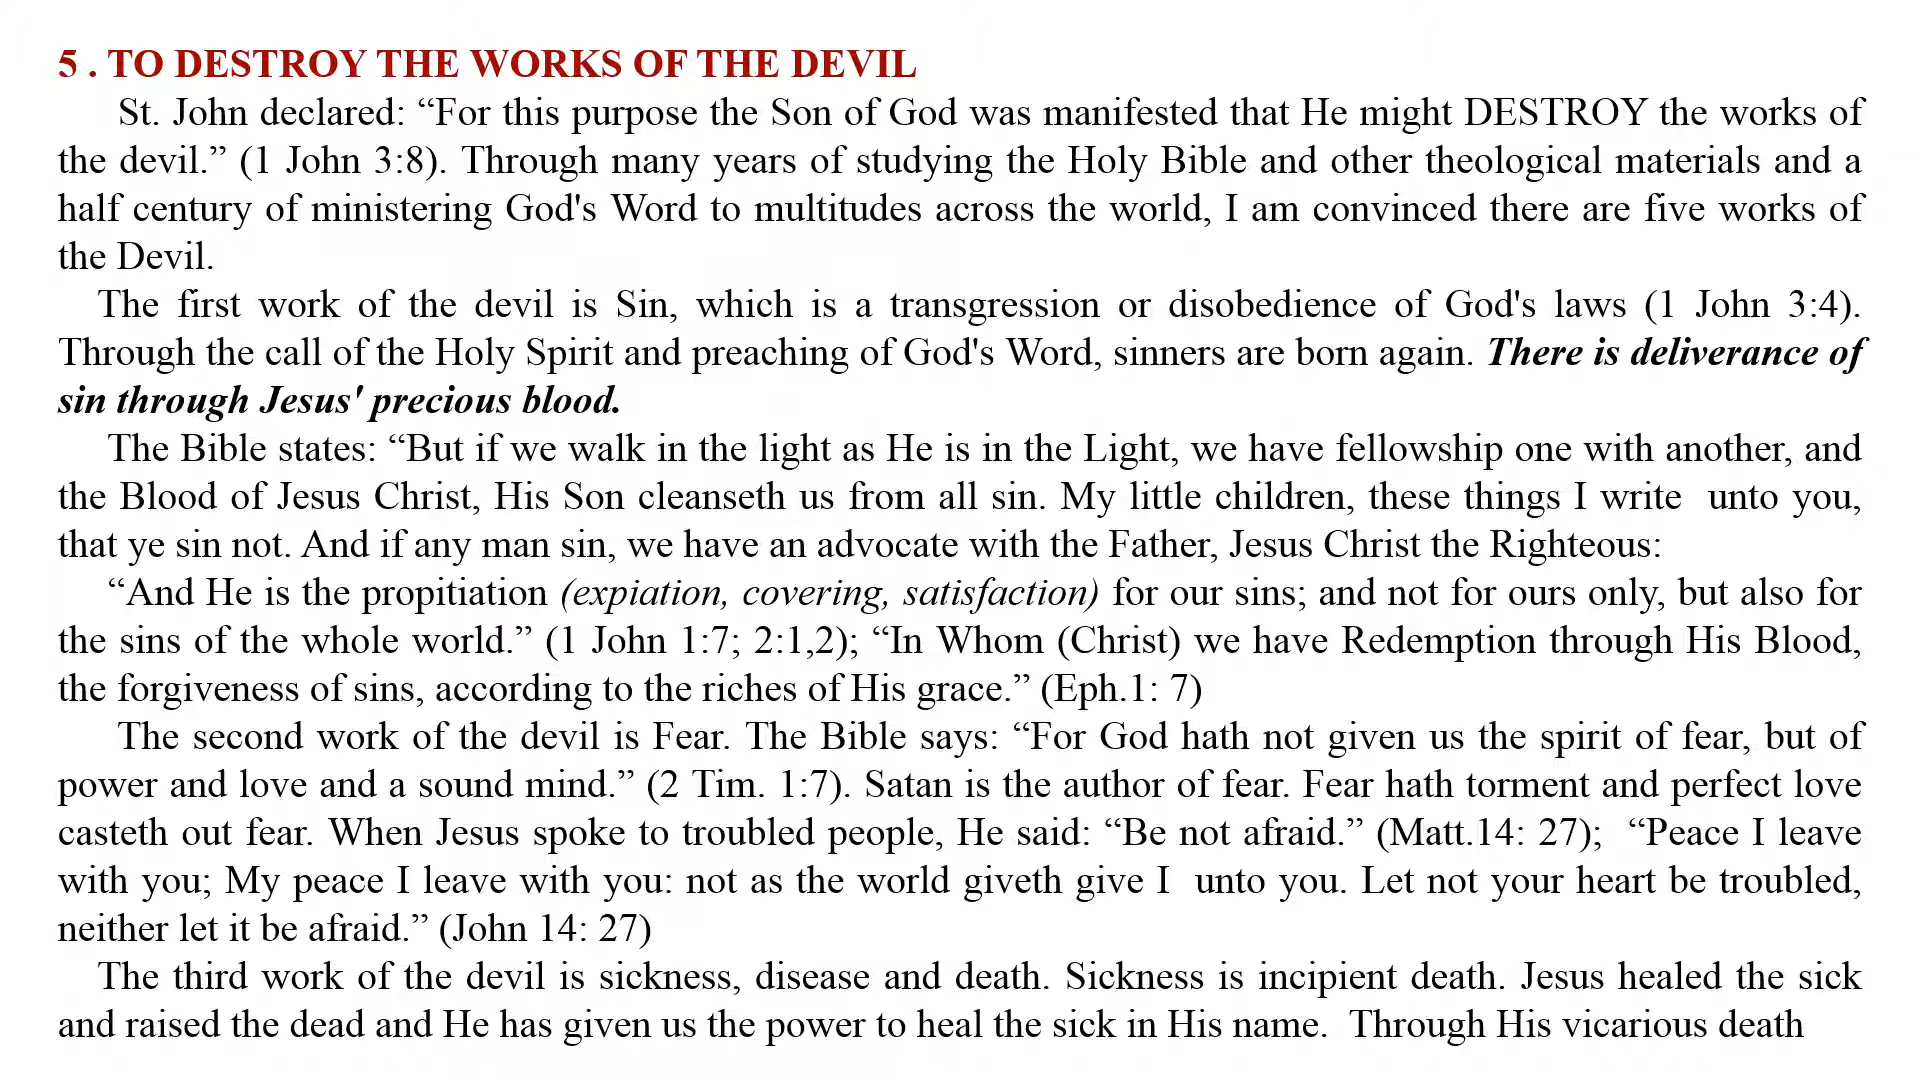 5 . TO DESTROY THE WORKS OF THE DEVIL
St. John declared: “For this purpose the Son of God was manifested that He might DESTROY the works of
the devil.” (1 John 3:8). Through many years of studying the Holy Bible and other theological materials and a
half century of ministering God's Word to multitudes across the world, I am convinced there are five works of
the Devil.
The first work of the devil is Sin, which is a transgression or disobedience of God's laws (1 John 3:4).
Through the call of the Holy Spirit and preaching of God's Word, sinners are born again. There is deliverance of
sin through Jesus' precious blood.
The Bible states: “But if we walk in the light as He is in the Light, we have fellowship one with another, and
the Blood of Jesus Christ, His Son cleanseth us from all sin. My little children, these things I write  unto you,
that ye sin not. And if any man sin, we have an advocate with the Father, Jesus Christ the Righteous:
“And He is the propitiation (expiation, covering, satisfaction) for our sins; and not for ours only, but also for
the sins of the whole world.” (1 John 1:7; 2:1,2); “In Whom (Christ) we have Redemption through His Blood,
the forgiveness of sins, according to the riches of His grace.” (Eph.1: 7)
The second work of the devil is Fear. The Bible says: “For God hath not given us the spirit of fear, but of
power and love and a sound mind.” (2 Tim. 1:7). Satan is the author of fear. Fear hath torment and perfect love
casteth out fear. When Jesus spoke to troubled people, He said: “Be not afraid.” (Matt.14: 27);  “Peace I leave
with you; My peace I leave with you: not as the world giveth give I  unto you. Let not your heart be troubled,
neither let it be afraid.” (John 14: 27)
The third work of the devil is sickness, disease and death. Sickness is incipient death. Jesus healed the sick
and raised the dead and He has given us the power to heal the sick in His name.  Through His vicarious death